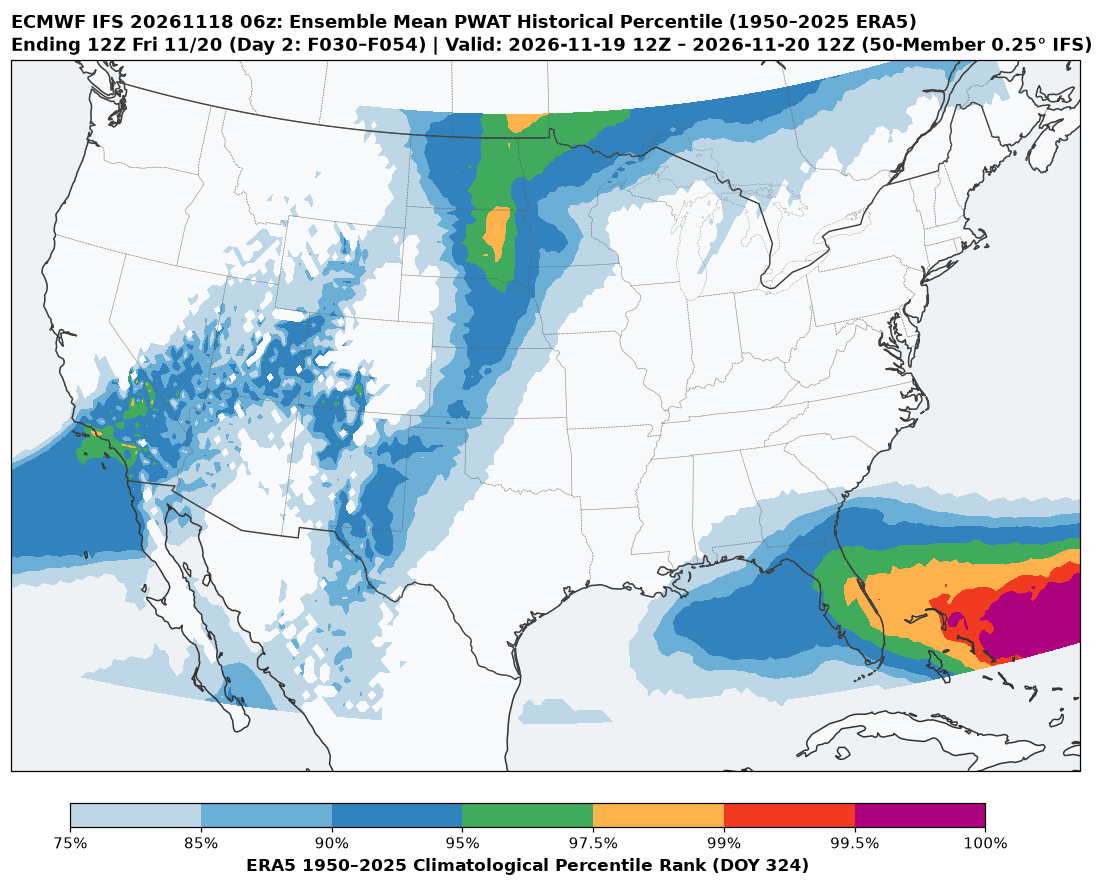 ECMWF IFS 20261118 06z: Ensemble Mean PWAT Historical Percentile (1950–2025 ERA5)
Ending 12Z Fri 11/20 (Day 2: F030–F054) | Valid: 2026-11-19 12Z – 2026-11-20 12Z (50-Member 0.25° IFS)
75% 85% 90% 95% 97.5% 99% 99.5% 100%
ERA5 1950–2025 Climatological Percentile Rank (DOY 324)